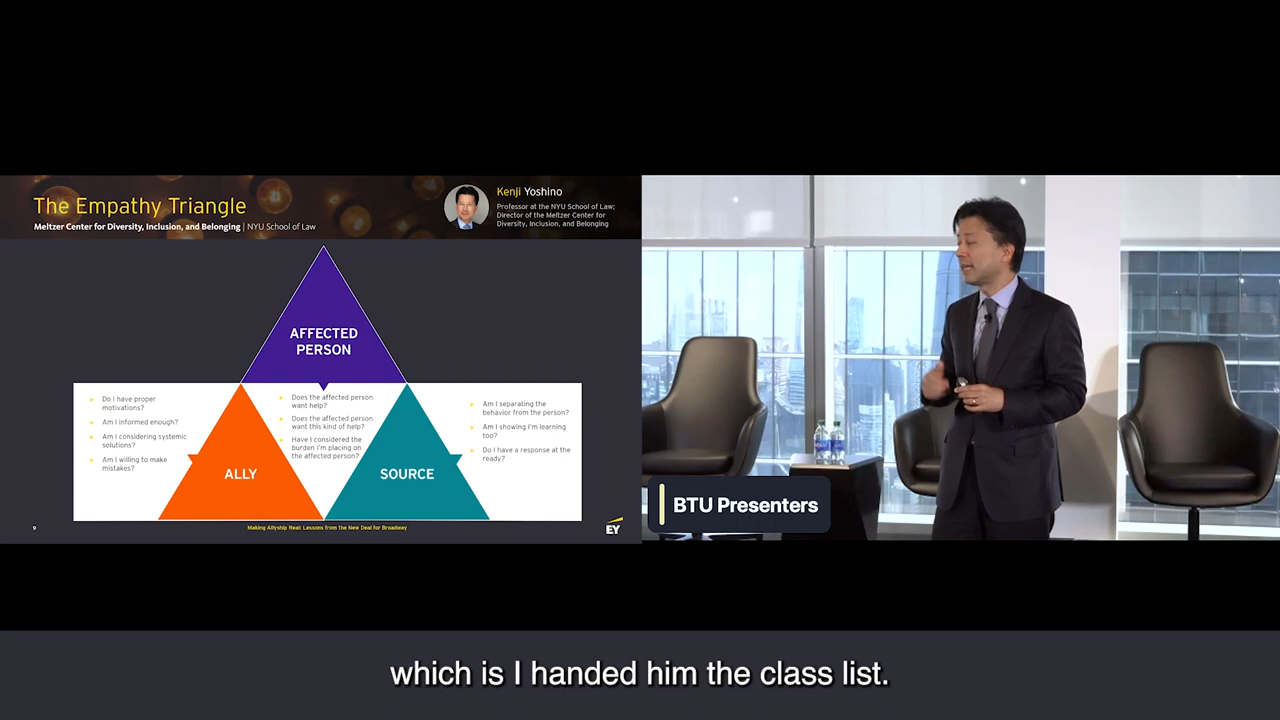 The Empathy Triangle
Meltzer Center for Diversity, Inclusion, and Belonging | NYU School of Law
Kenji Yoshino
Professor at the NYU School of Law;
Director of the Meltzer Center for
Diversity, Inclusion, and Belonging
AFFECTED
PERSON
Do I have proper
motivations?
Am I informed enough?
Am I considering systemic
solutions?
Am I willing to make
mistakes?
ALLY
Does the affected person
want help?
Does the affected person
want this kind of help?
Have I considered the
burden I'm placing on
the affected person?
SOURCE
Am I separating the
behavior from the person?
Am I showing I'm learning
too?
Do I have a response at the
ready?
9
Making Allyship Real: Lessons from the New Deal for Broadway
EY
BTU Presenters
which is I handed him the class list.